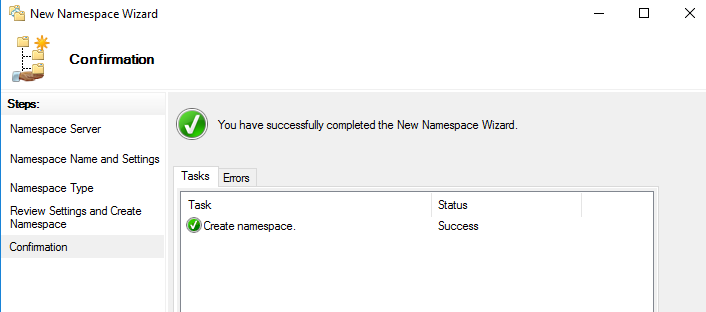 New Namespace Wizard
Confirmation
Steps:
Namespace Server
Namespace Name and Settings
Namespace Type
Review Settings and Create
Namespace
Confirmation
You have successfully completed the New Namespace Wizard.
Tasks Errors
Task Status
Create namespace. Success